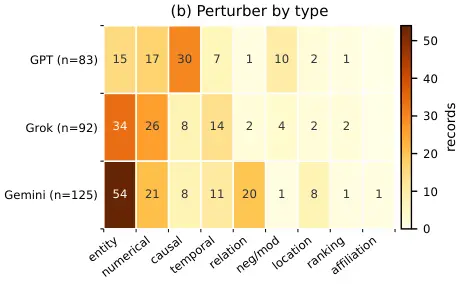 (b) Perturber by type
GPT (n=83) 15 17 30 7 1 10 2 1
Grok (n=92) 34 26 8 14 2 4 2 2
Gemini (n=125) 54 21 8 11 20 1 8 1 1
entity numerical causal temporal relation neg/mod location ranking affiliation
50
40
30
20
10
0
records